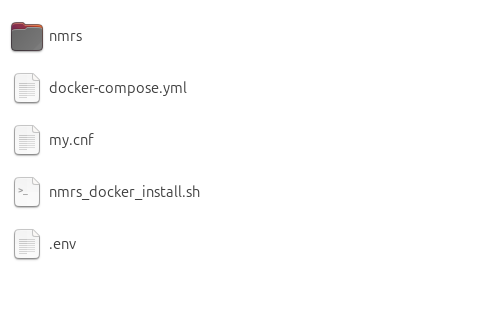 nmrs
docker-compose.yml
my.cnf
>_ nmrs_docker_install.sh
.env